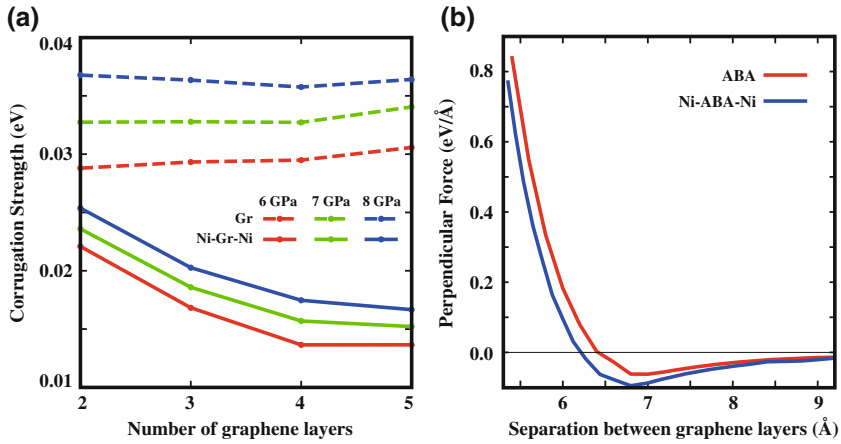 (a)
(b)
0.04
0.03
0.02
0.01
Corrugation Strength (eV)
6 GPa 7 GPa 8 GPa
Gr
Ni-Gr-Ni
2 3 4 5
Number of graphene layers
0.8
0.6
0.4
0.2
0.0
Perpendicular Force (eV/Å)
ABA
Ni-ABA-Ni
6 7 8 9
Separation between graphene layers (Å)